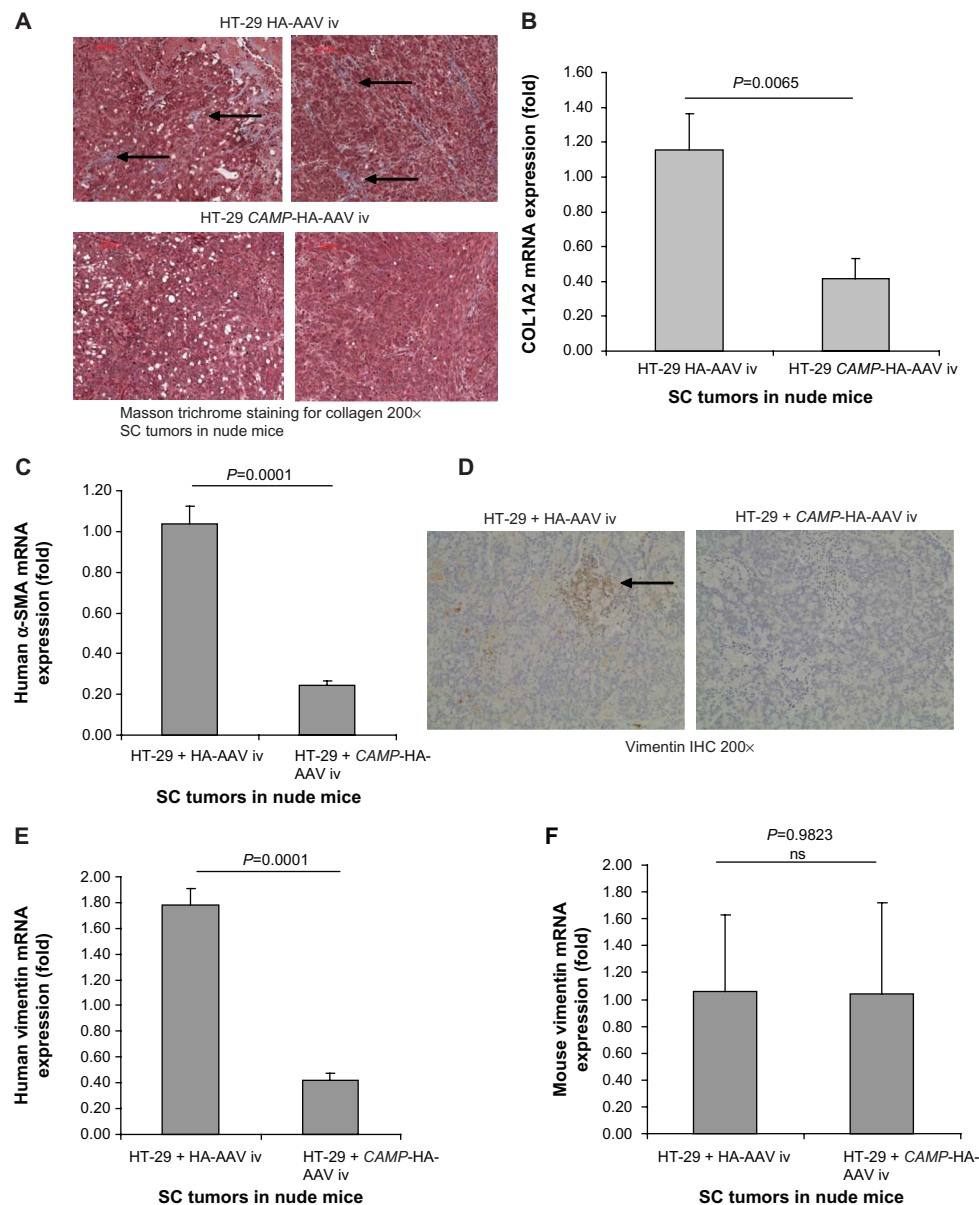 A
HT-29 HA-AAV iv
HT-29 CAMP-HA-AAV iv
Masson trichrome staining for collagen 200×
SC tumors in nude mice
B
COL1A2 mRNA expression (fold)
1.60
1.40
1.20
1.00
0.80
0.60
0.40
0.20
0.00
P=0.0065
HT-29 HA-AAV iv
HT-29 CAMP-HA-AAV iv
SC tumors in nude mice
C
Human α-SMA mRNA
expression (fold)
1.20
1.00
0.80
0.60
0.40
0.20
0.00
P=0.0001
HT-29 + HA-AAV iv
HT-29 + CAMP-HA-
AAV iv
SC tumors in nude mice
D
HT-29 + HA-AAV iv
HT-29 + CAMP-HA-AAV iv
Vimentin IHC 200×
E
Human vimentin mRNA
expression (fold)
2.00
1.80
1.60
1.40
1.20
1.00
0.80
0.60
0.40
0.20
0.00
P=0.0001
HT-29 + HA-AAV iv
HT-29 + CAMP-HA-
AAV iv
SC tumors in nude mice
F
Mouse vimentin mRNA
expression (fold)
2.00
1.80
1.60
1.40
1.20
1.00
0.80
0.60
0.40
0.20
0.00
P=0.9823
ns
HT-29 + HA-AAV iv
HT-29 + CAMP-HA-
AAV iv
SC tumors in nude mice